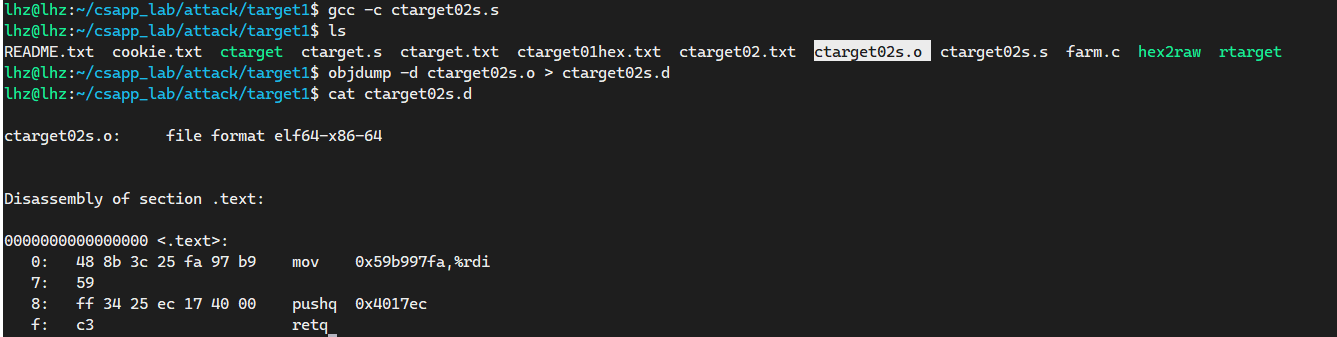 lhz@lhz:~/csapp_lab/attack/target1$ gcc -c ctarget02s.s
lhz@lhz:~/csapp_lab/attack/target1$ ls
README.txt  cookie.txt  ctarget  ctarget.s  ctarget.txt  ctarget01hex.txt  ctarget02.txt  ctarget02s.o  ctarget02s.s  farm.c  hex2raw  rtarget
lhz@lhz:~/csapp_lab/attack/target1$ objdump -d ctarget02s.o > ctarget02s.d
lhz@lhz:~/csapp_lab/attack/target1$ cat ctarget02s.d
ctarget02s.o:     file format elf64-x86-64
Disassembly of section .text:
0000000000000000 <.text>:
   0:   48 8b 3c 25 fa 97 b9    mov    0x59b997fa,%rdi
   7:   59
   8:   ff 34 25 ec 17 40 00    pushq  0x4017ec
   f:   c3                      retq